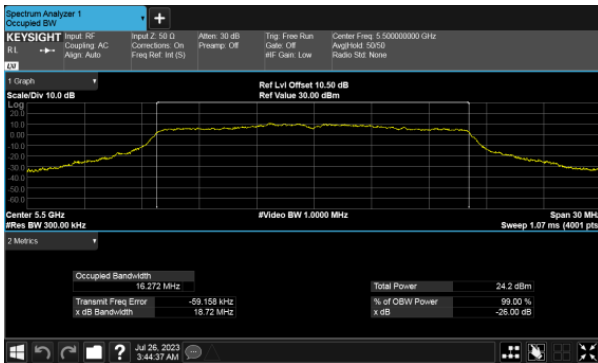 Spectrum Analyzer 1
Occupied BW
KEYSIGHT Input: RF Input Z: 50 Ω Atten: 30 dB Trig: Free Run Center Freq: 5.500000000 GHz
RL Coupling: AC Corrections: On Preamp: Off Gate: Off Avg|Hold: 50/50
Align: Auto Freq Ref: Int (S) #IF Gain: Low Radio Std: None
LXI
1 Graph
Ref Lvl Offset 10.50 dB
Scale/Div 10.0 dB Ref Value 30.00 dBm
Log
20.0
10.0
0.00
-10.0
-20.0
-30.0
-40.0
-50.0
-60.0
Center 5.5 GHz #Video BW 1.0000 MHz Span 30 MHz
#Res BW 300.00 kHz Sweep 1.07 ms (4001 pts
2 Metrics
Occupied Bandwidth
16.272 MHz Total Power 24.2 dBm
Transmit Freq Error -59.158 kHz % of OBW Power 99.00 %
x dB Bandwidth 18.72 MHz x dB -26.00 dB
? Jul 26, 2023
3:44:37 AM